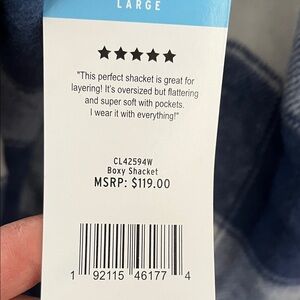 LARGE
★★★★★
"This perfect shacket is great for
layering! It's oversized but flattering
and super soft with pockets.
I wear it with everything!"
CL42594W
Boxy Shacket
MSRP: $119.00
1 92115 46177 4